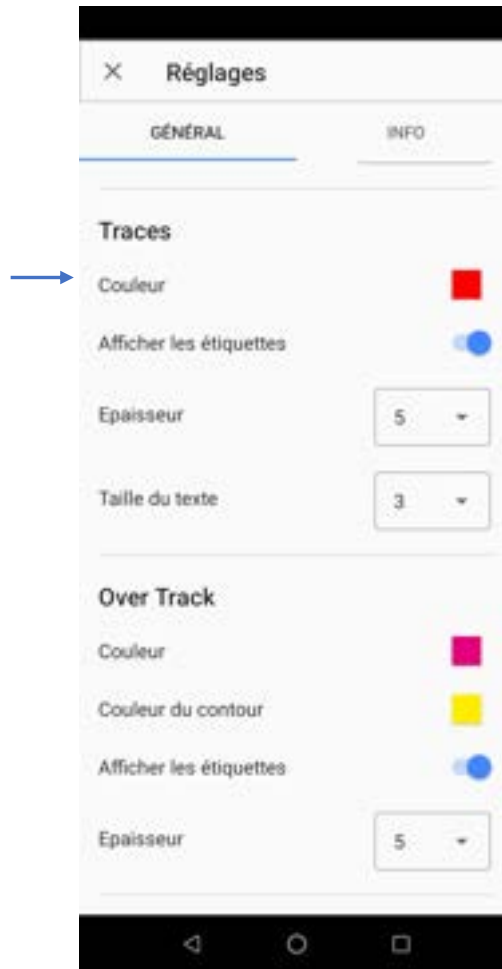 Réglages
GÉNÉRAL
INFO
Traces
Couleur
Afficher les étiquettes
Epaisseur
5
Taille du texte
3
Over Track
Couleur
Couleur du contour
Afficher les étiquettes
Epaisseur
5